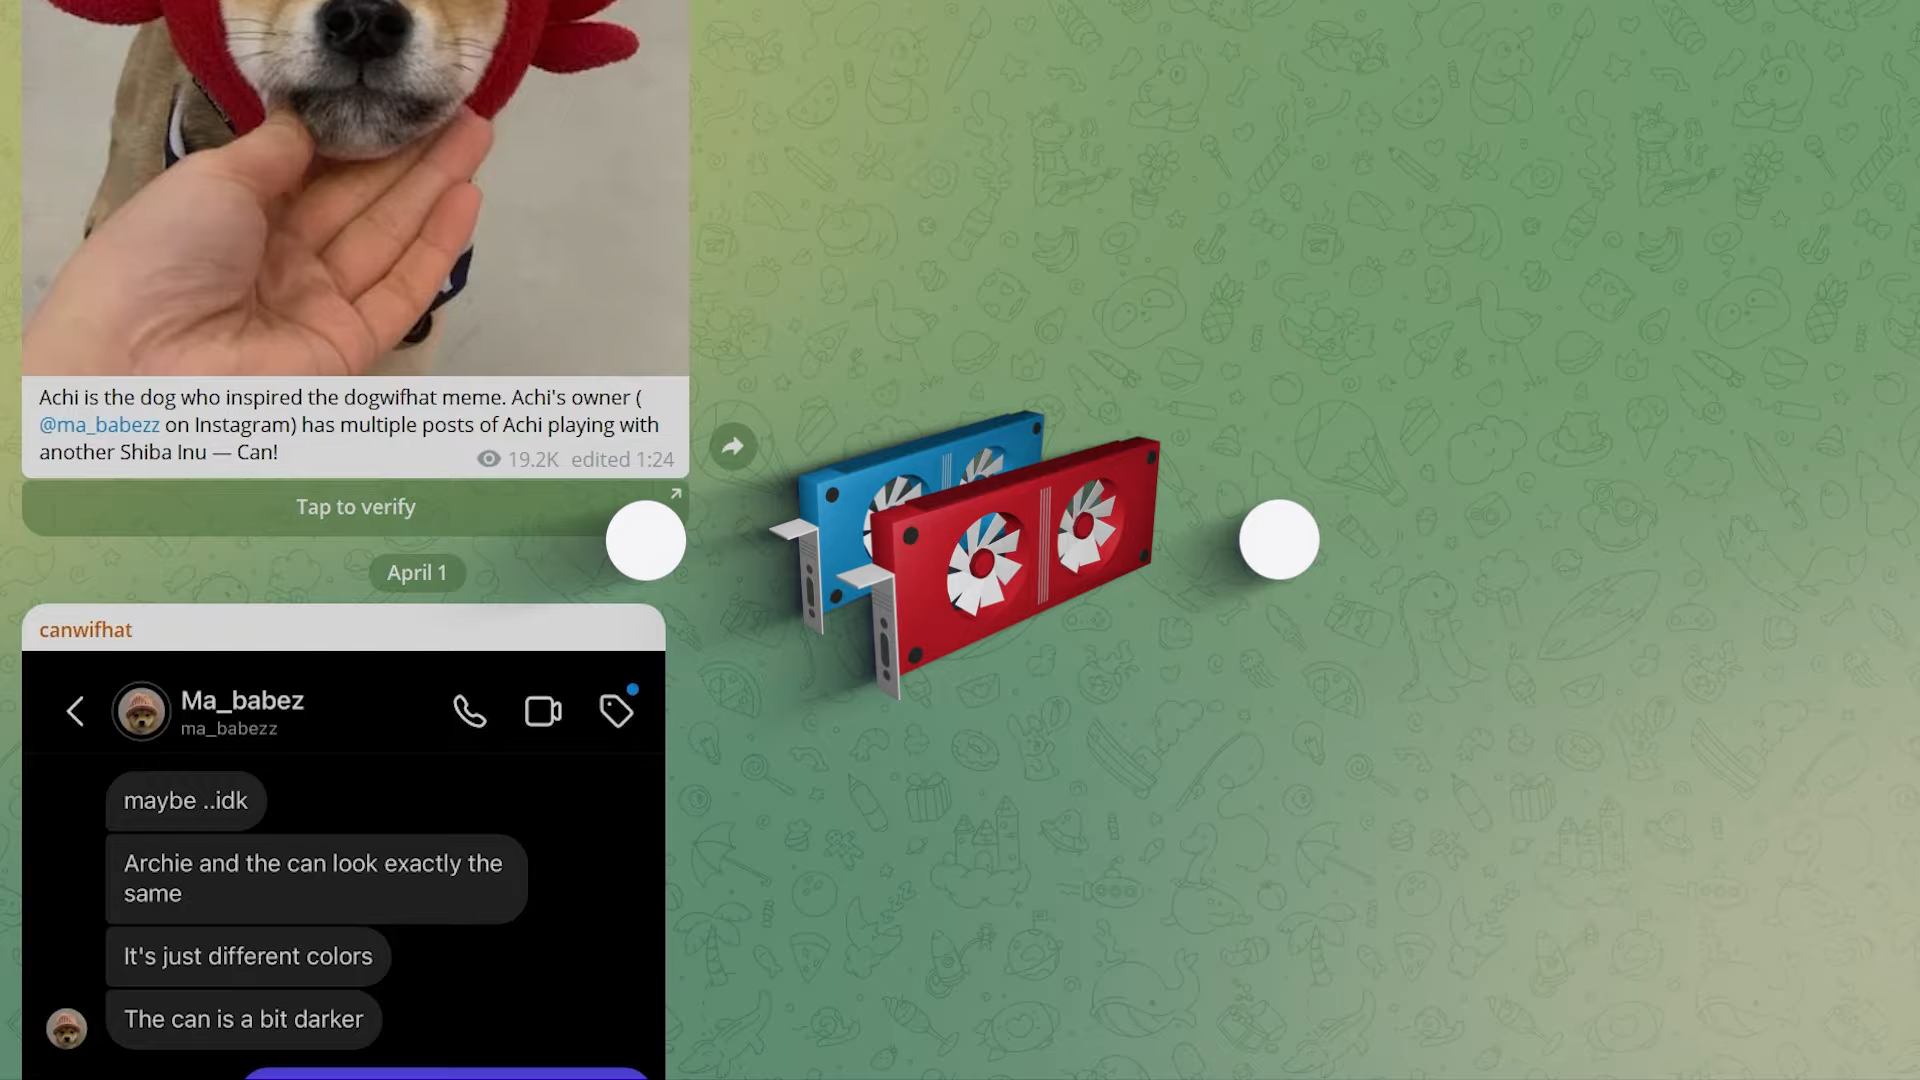 Achi is the dog who inspired the dogwifhat meme. Achi's owner (
@ma_babezz on Instagram) has multiple posts of Achi playing with
another Shiba Inu — Can!
19.2K edited 1:24
Tap to verify
April 1
canwifhat
Ma_babez
ma_babezz
maybe ..idk
Archie and the can look exactly the
same
It's just different colors
The can is a bit darker